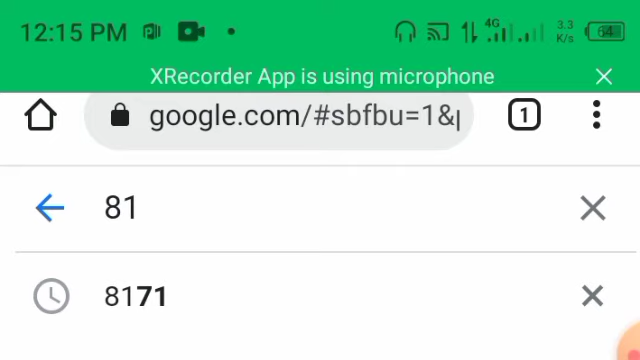 12:15 PM 4G 3.3 K/s 64
XRecorder App is using microphone
google.com/#sbfbu=1&p
1
81
8171